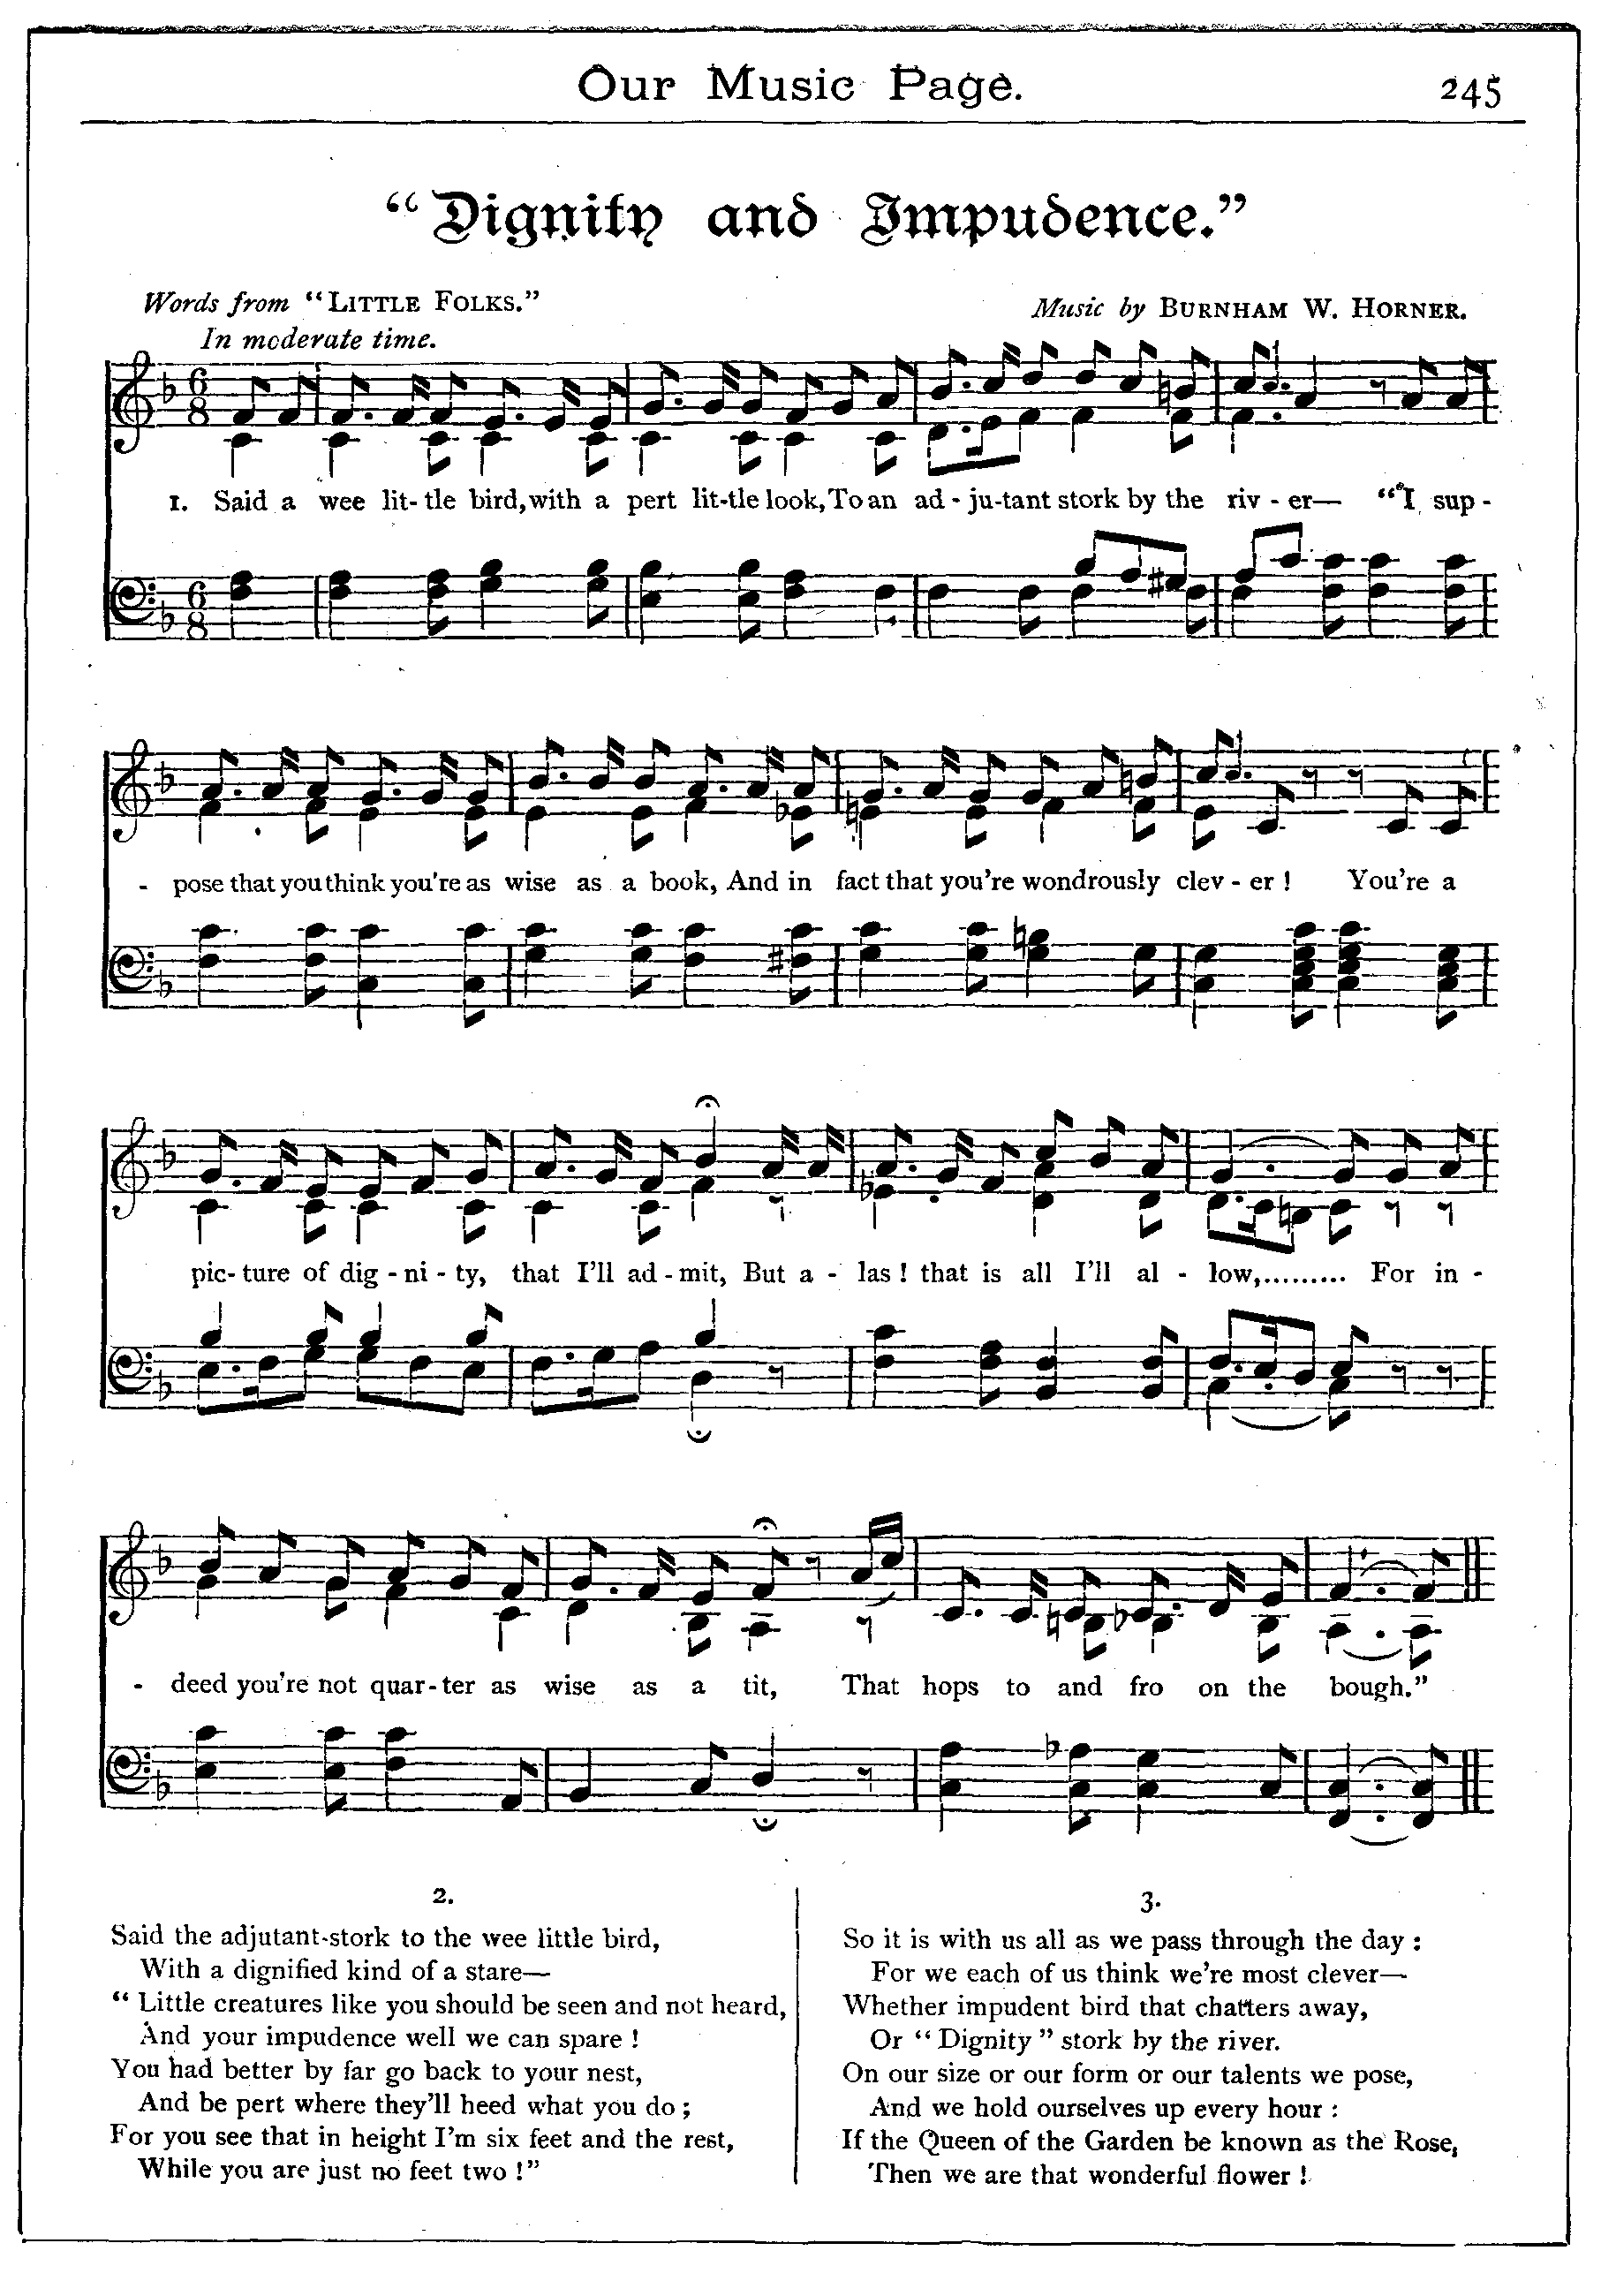 Our Music Page.
245
“Dignity and Impudence.”
Words from “LITTLE FOLKS.”
Music by BURNHAM W. HORNER.
In moderate time.
1. Said a wee lit-tle bird, with a pert lit-tle look, To an ad-ju-tant stork by the riv-er— “I sup-
- pose that you think you're as wise as a book, And in fact that you're wondrously clev-er! You're a
pic-ture of dig-ni-ty, that I'll ad-mit, But a-las! that is all I'll al-low,......... For in-
- deed you're not quar-ter as wise as a tit, That hops to and fro on the bough.”
2.
Said the adjutant-stork to the wee little bird,
With a dignified kind of a stare—
“Little creatures like you should be seen and not heard,
And your impudence well we can spare!
You had better by far go back to your nest,
And be pert where they'll heed what you do;
For you see that in height I'm six feet and the rest,
While you are just no feet two!”
3.
So it is with us all as we pass through the day:
For we each of us think we're most clever—
Whether impudent bird that chatters away,
Or “Dignity” stork by the river.
On our size or our form or our talents we pose,
And we hold ourselves up every hour:
If the Queen of the Garden be known as the Rose,
Then we are that wonderful flower!